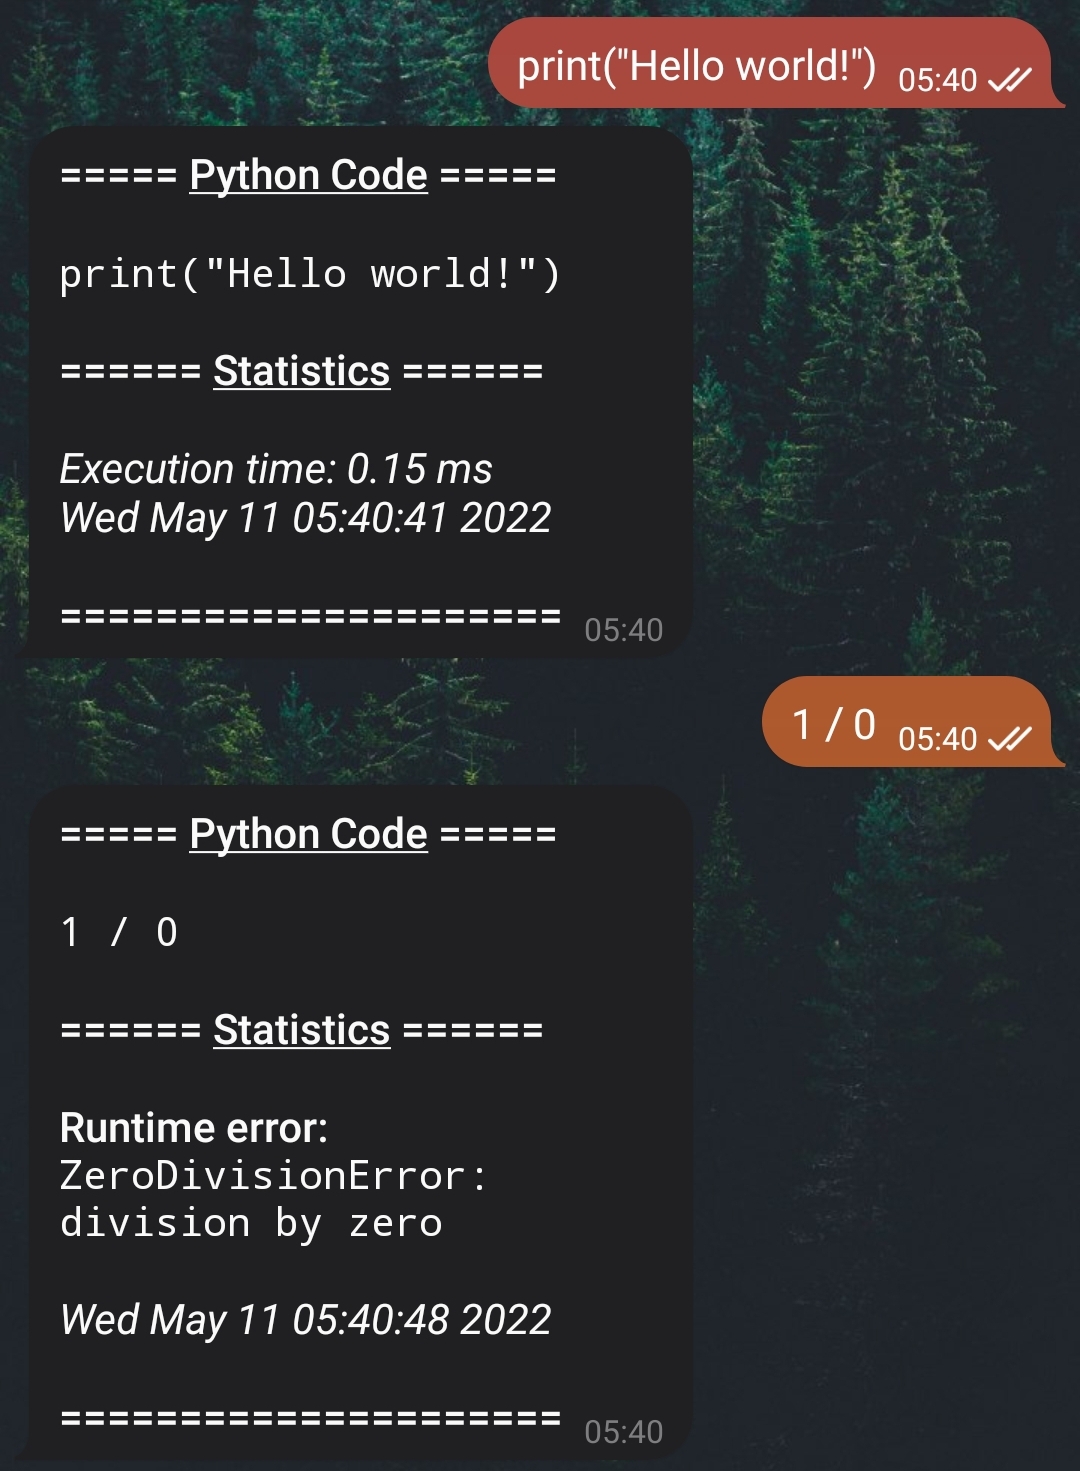 print("Hello world!") 05:40
===== Python Code =====
print("Hello world!")
====== Statistics ======
Execution time: 0.15 ms
Wed May 11 05:40:41 2022
===================== 05:40
1 / 0 05:40
===== Python Code =====
1 / 0
====== Statistics ======
Runtime error:
ZeroDivisionError:
division by zero
Wed May 11 05:40:48 2022
===================== 05:40